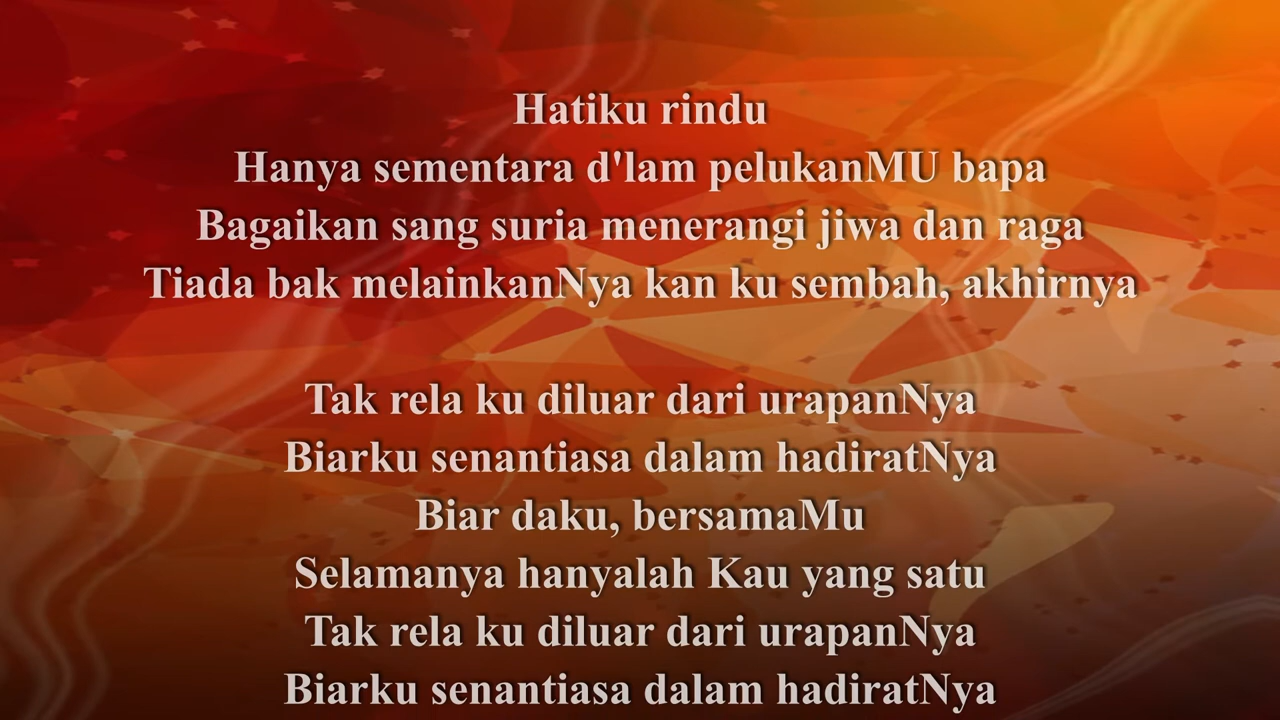 Hatiku rindu
Hanya sementara d'lam pelukanMU bapa
Bagaikan sang suria menerangi jiwa dan raga
Tiada bak melainkanNya kan ku sembah, akhirnya
Tak rela ku diluar dari urapanNya
Biarku senantiasa dalam hadiratNya
Biar daku, bersamaMu
Selamanya hanyalah Kau yang satu
Tak rela ku diluar dari urapanNya
Biarku senantiasa dalam hadiratNya